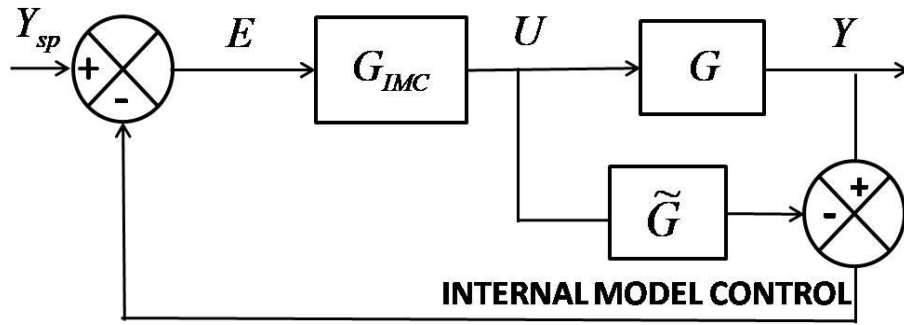 Y_sp E G_IMC U G Y
+
-
+
-
G̃
INTERNAL MODEL CONTROL